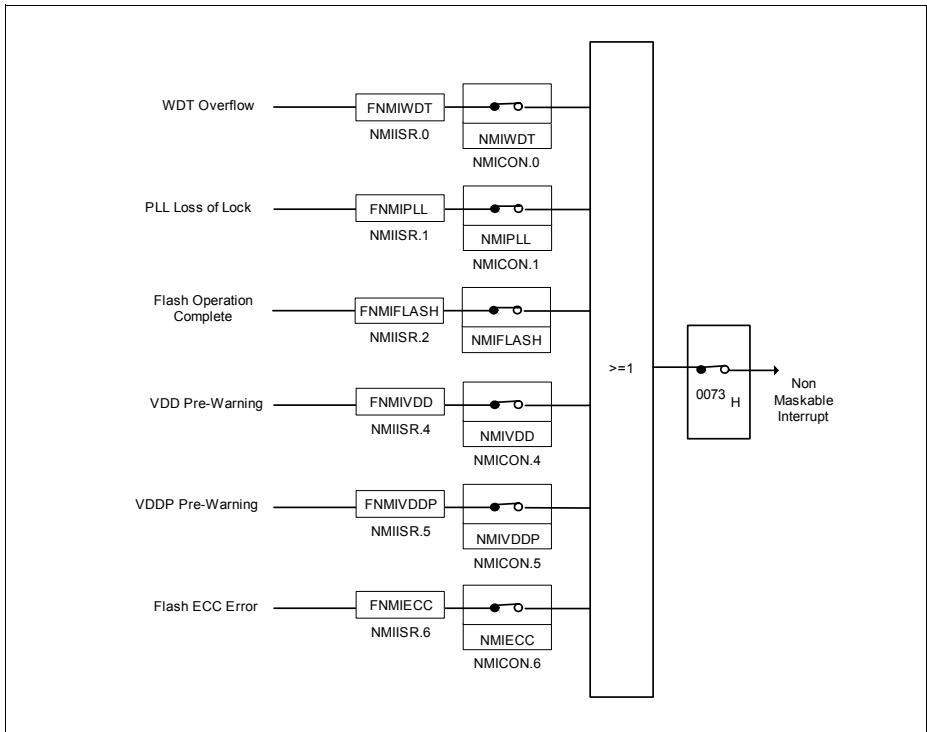 WDT Overflow
FNMIWDT
NMIISR.0
NMIWDT
NMICON.0
PLL Loss of Lock
FNMIPLL
NMIISR.1
NMIPLL
NMICON.1
Flash Operation
Complete
FNMIFLASH
NMIISR.2
NMIFLASH
VDD Pre-Warning
FNMIVDD
NMIISR.4
NMIVDD
NMICON.4
VDDP Pre-Warning
FNMIVDDP
NMIISR.5
NMIVDDP
NMICON.5
Flash ECC Error
FNMIECC
NMIISR.6
NMIECC
NMICON.6
>=1
0073 H
Non
Maskable
Interrupt